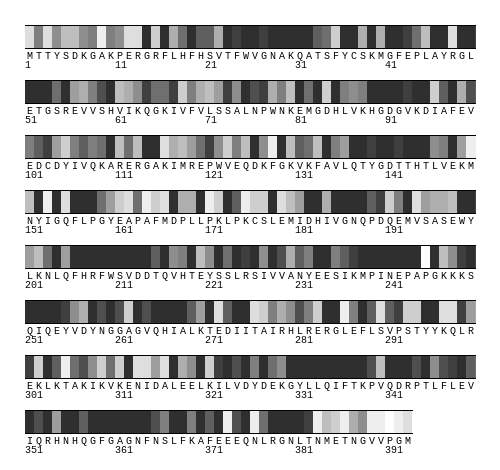 MTTYSDKGAKPERGRFLHFHSVTFWVGNAKQATSFYCSKMGFEPLAYRGL
1 11 21 31 41
ETGSREVVSHVIKQGKIVFVLSSALNPWNKEMGDHLVKHGDGVKDIAFEV
51 61 71 81 91
EDCDYIVQKARERGAKIMREPWVEQDKFGKVKFAVLQTYGDTTHTLVEKM
101 111 121 131 141
NYIGQFLPGYEAPAFMDPLLPKLPKCSLEMIDHIVGNQPDQEMVSASEWY
151 161 171 181 191
LKNLQFHRFWSVDDTQVHTEYSSLRSIVVANYEESIKMPINEPAPGKKKS
201 211 221 231 241
QIQEYVDYNGGAGVQHIALKTEDIITAIRHLRERGLEFLSVPSTYYKQLR
251 261 271 281 291
EKLKTAKIKVKENIDALEELKILVDYDEKGYLLQIFTKPVQDRPTLFLEV
301 311 321 331 341
IQRHNHQGFGAGNFNSLFKAFEEEQNLRGNLTNMETNGVVPGM
351 361 371 381 391